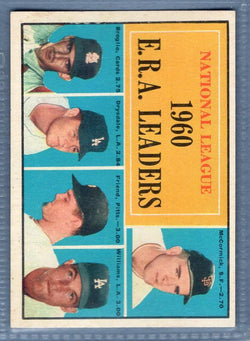 NATIONAL LEAGUE
1960
E.R.A. LEADERS
McCormick, S.F.—2.70
Broglio, Cards 2.75
Drysdale, L.A. 2.84
Friend, Pitts—3.00
Williams, L.A. 3.00